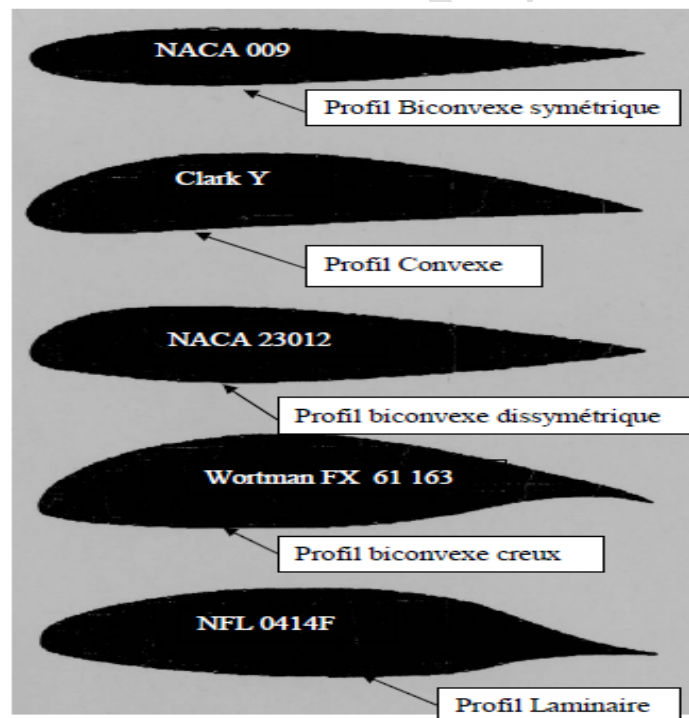 NACA 009
Profil Biconvexe symétrique
Clark Y
Profil Convexe
NACA 23012
Profil biconvexe dissymétrique
Wortman FX 61 163
Profil biconvexe creux
NFL 0414F
Profil Laminaire